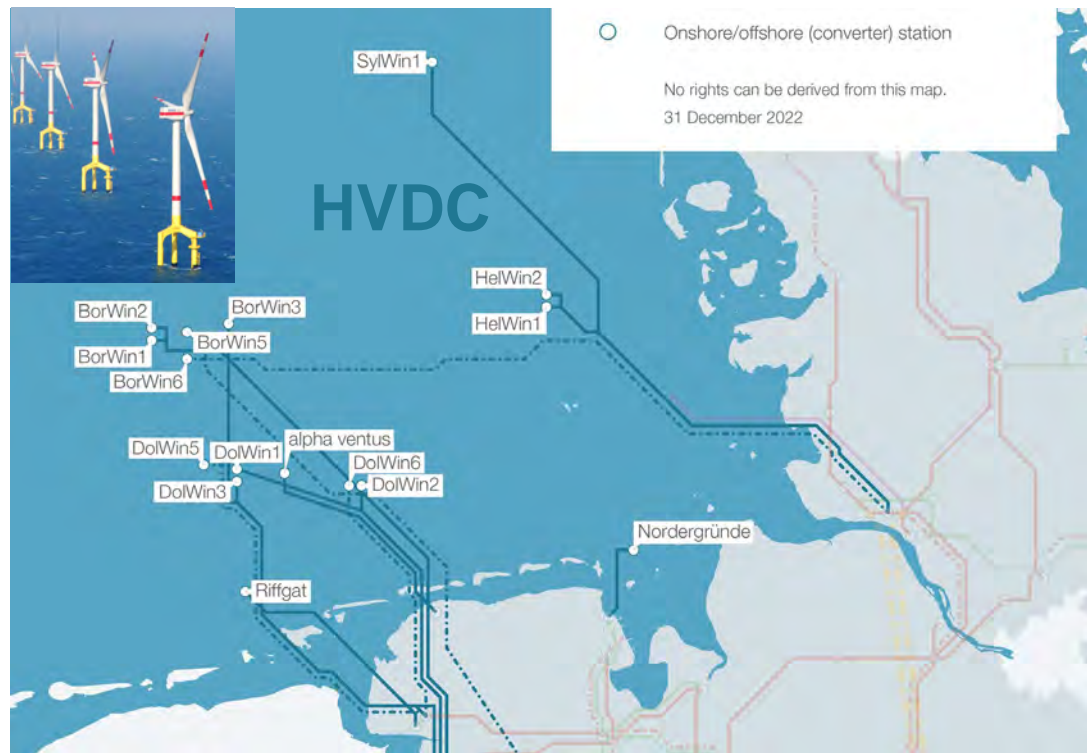 Onshore/offshore (converter) station
No rights can be derived from this map.
31 December 2022
SylWin1
HVDC
HelWin2
HelWin1
BorWin3
BorWin2
BorWin5
BorWin1
BorWin6
alpha ventus
DolWin5
DolWin1
DolWin6
DolWin3
DolWin2
Nordergründe
Riffgat